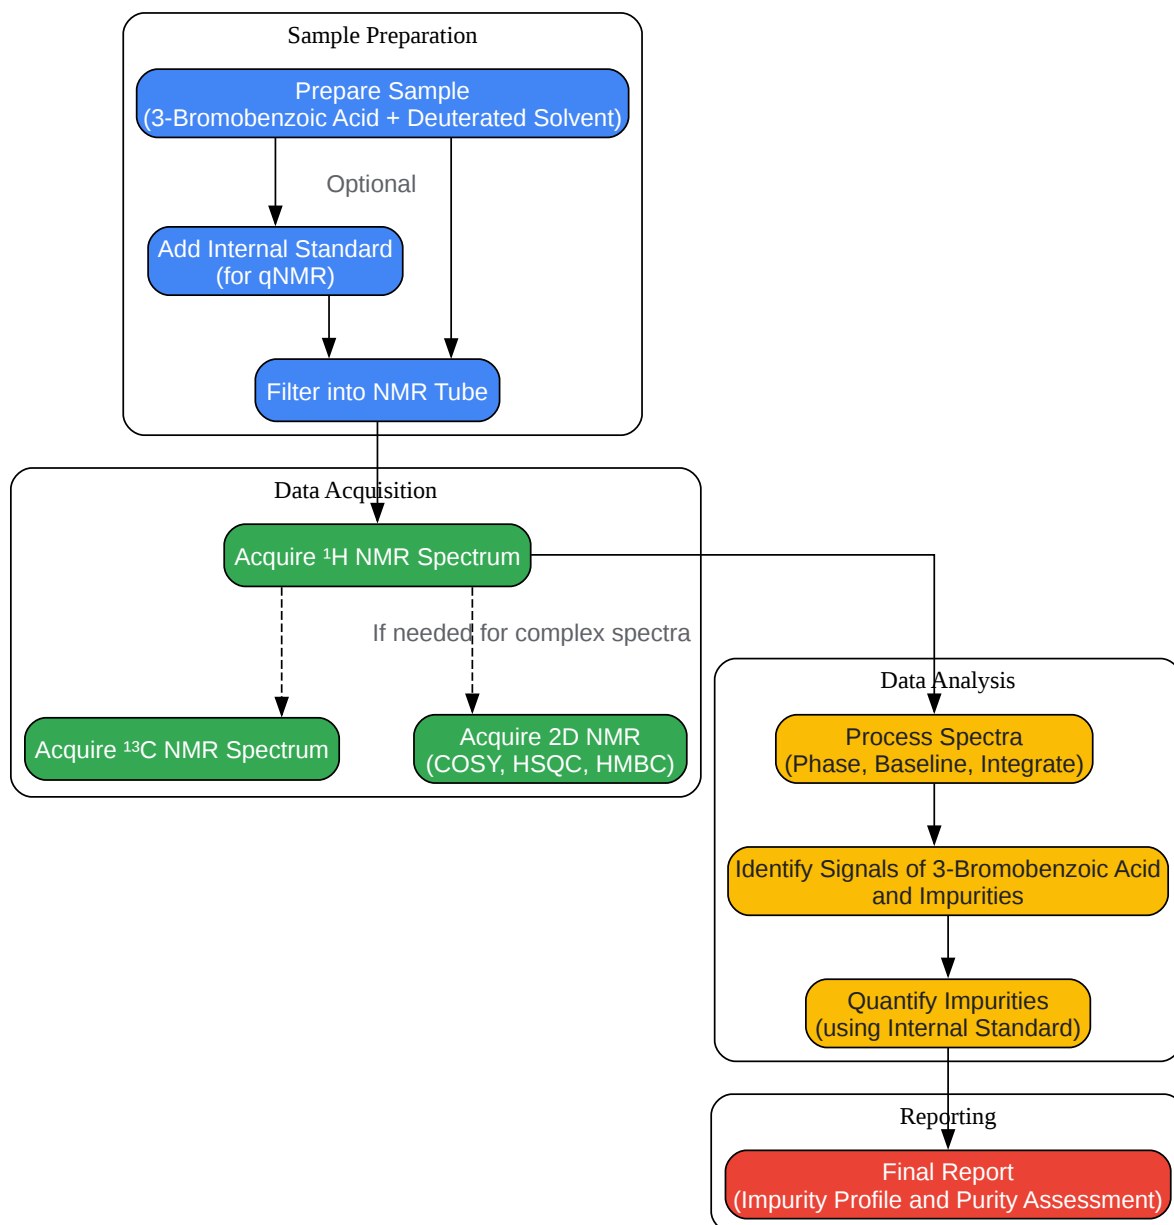 Sample Preparation
Prepare Sample
(3-Bromobenzoic Acid + Deuterated Solvent)
Optional
Add Internal Standard
(for qNMR)
Filter into NMR Tube
Data Acquisition
Acquire ¹H NMR Spectrum
If needed for complex spectra
Acquire ¹³C NMR Spectrum
Acquire 2D NMR
(COSY, HSQC, HMBC)
Data Analysis
Process Spectra
(Phase, Baseline, Integrate)
Identify Signals of 3-Bromobenzoic Acid
and Impurities
Quantify Impurities
(using Internal Standard)
Reporting
Final Report
(Impurity Profile and Purity Assessment)